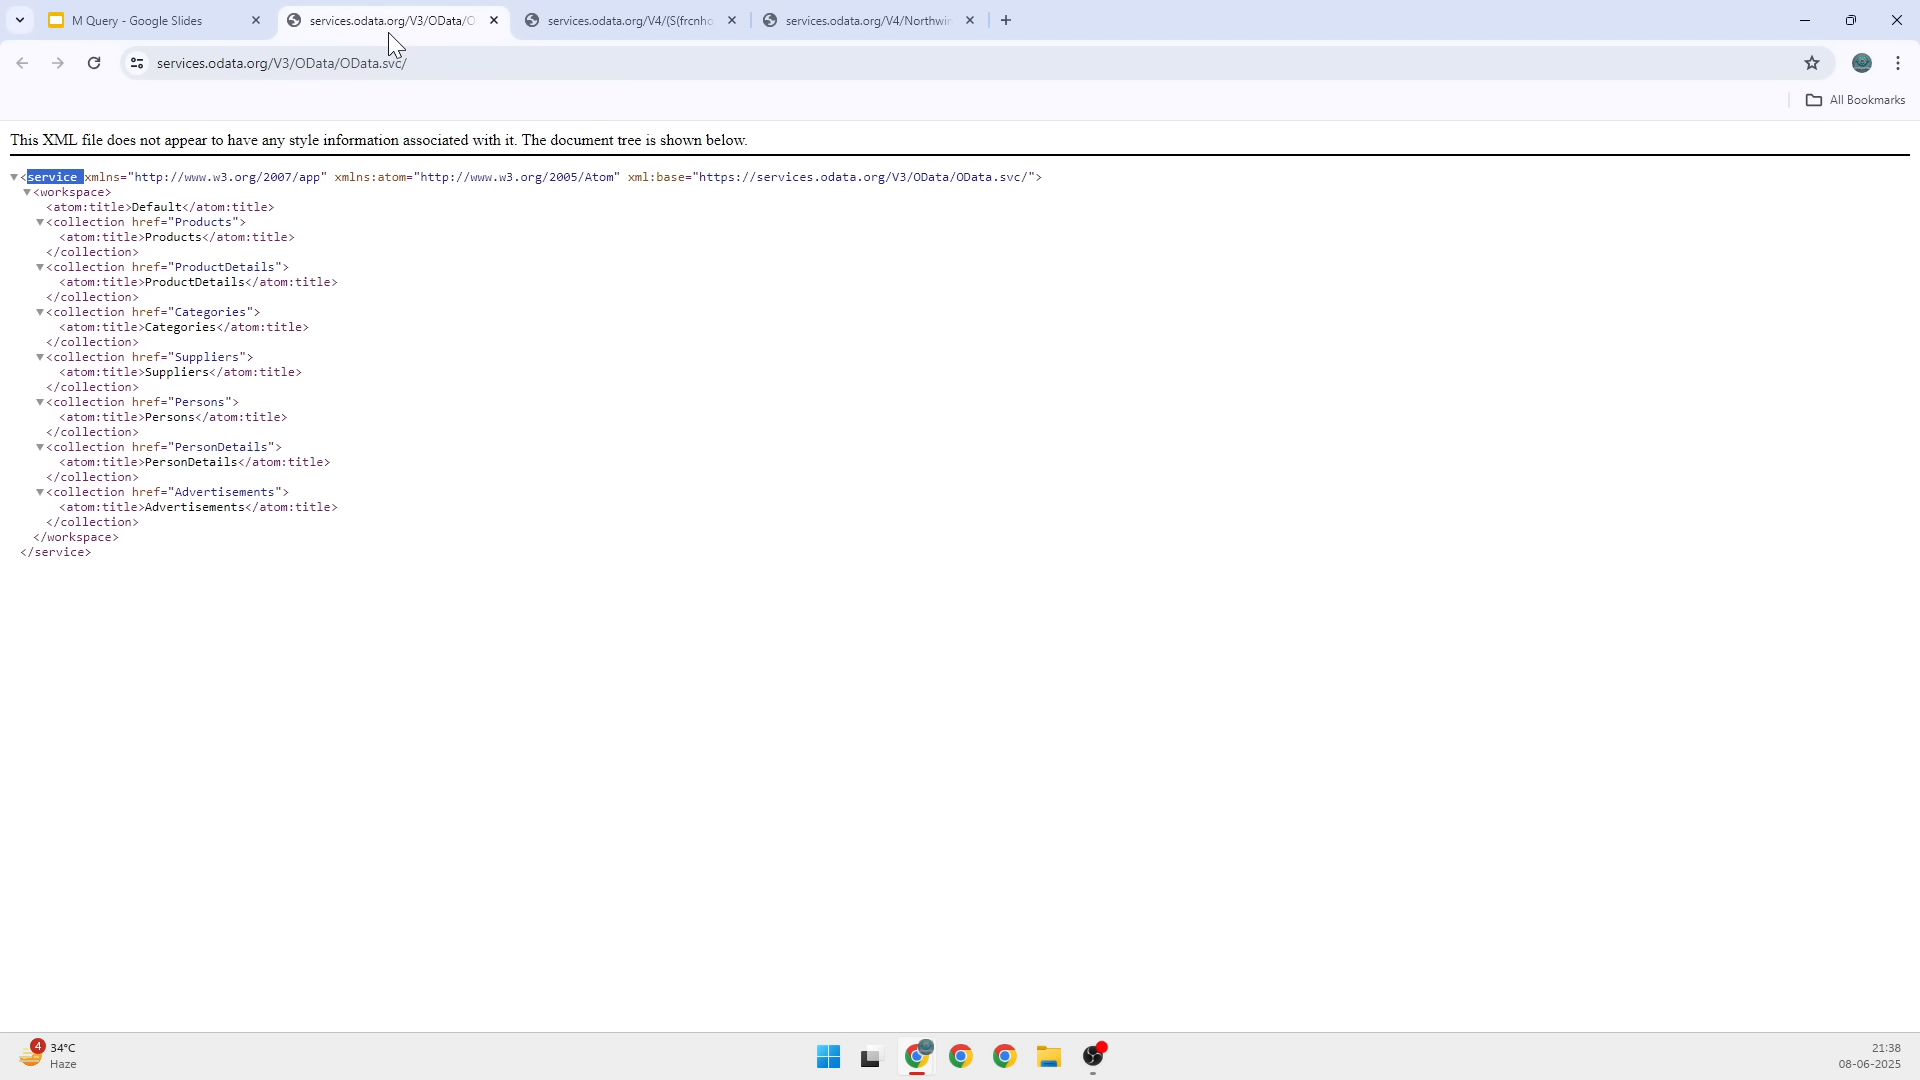 M Query - Google Slides
services.odata.org/V3/OData/O
services.odata.org/V4/(S(frcnho
services.odata.org/V4/Northwin
services.odata.org/V3/OData/OData.svc/
All Bookmarks
This XML file does not appear to have any style information associated with it. The document tree is shown below.
<service xmlns="http://www.w3.org/2007/app" xmlns:atom="http://www.w3.org/2005/Atom" xml:base="https://services.odata.org/V3/OData/OData.svc/">
<workspace>
<atom:title>Default</atom:title>
<collection href="Products">
<atom:title>Products</atom:title>
</collection>
<collection href="ProductDetails">
<atom:title>ProductDetails</atom:title>
</collection>
<collection href="Categories">
<atom:title>Categories</atom:title>
</collection>
<collection href="Suppliers">
<atom:title>Suppliers</atom:title>
</collection>
<collection href="Persons">
<atom:title>Persons</atom:title>
</collection>
<collection href="PersonDetails">
<atom:title>PersonDetails</atom:title>
</collection>
<collection href="Advertisements">
<atom:title>Advertisements</atom:title>
</collection>
</workspace>
</service>
4
34°C
Haze
21:38
08-06-2025